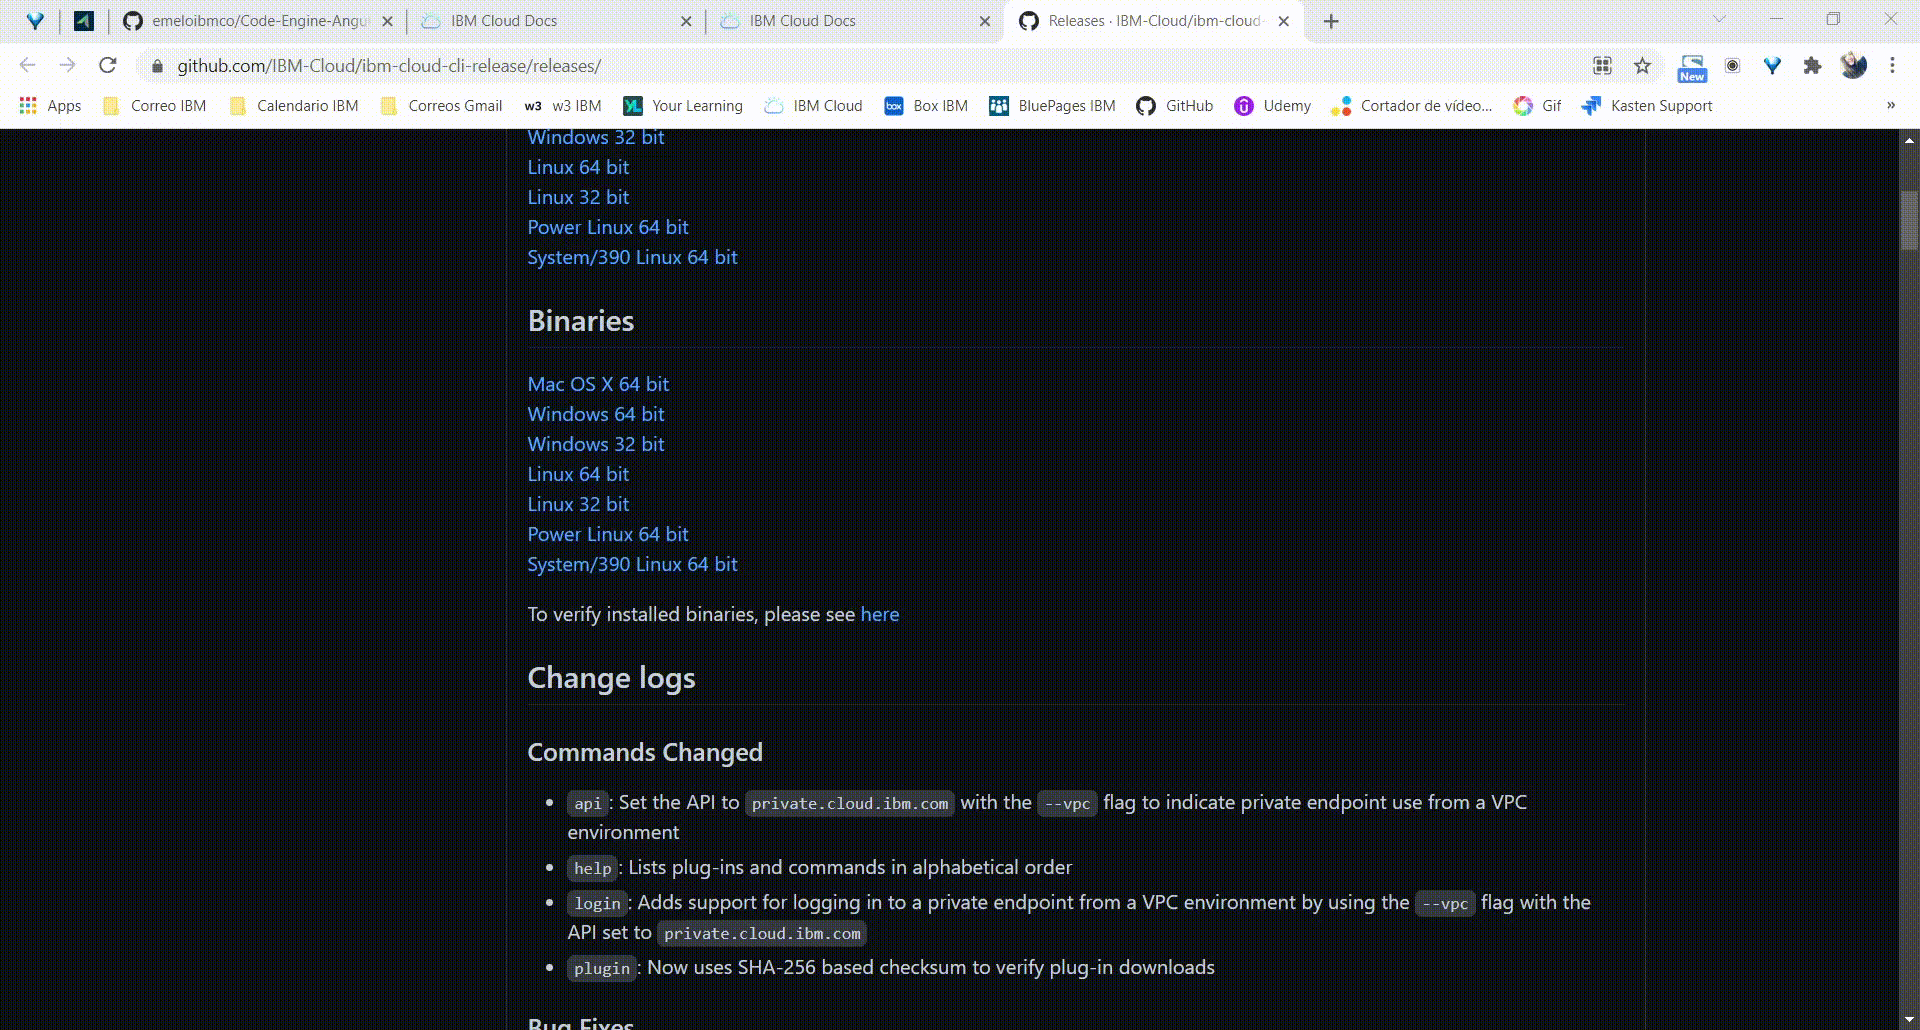 emeloibmco/Code-Engine-Angu
IBM Cloud Docs
IBM Cloud Docs
Releases · IBM-Cloud/ibm-cloud-
github.com/IBM-Cloud/ibm-cloud-cli-release/releases/
New
Apps
Correo IBM
Calendario IBM
Correos Gmail
w3 w3 IBM
YL Your Learning
IBM Cloud
box Box IBM
BluePages IBM
GitHub
Udemy
Cortador de vídeo...
Gif
Kasten Support
»
Windows 32 bit
Linux 64 bit
Linux 32 bit
Power Linux 64 bit
System/390 Linux 64 bit
Binaries
Mac OS X 64 bit
Windows 64 bit
Windows 32 bit
Linux 64 bit
Linux 32 bit
Power Linux 64 bit
System/390 Linux 64 bit
To verify installed binaries, please see here
Change logs
Commands Changed
• api: Set the API to private.cloud.ibm.com with the --vpc flag to indicate private endpoint use from a VPC
environment
• help: Lists plug-ins and commands in alphabetical order
• login: Adds support for logging in to a private endpoint from a VPC environment by using the --vpc flag with the
API set to private.cloud.ibm.com
• plugin: Now uses SHA-256 based checksum to verify plug-in downloads
Bug Fixes